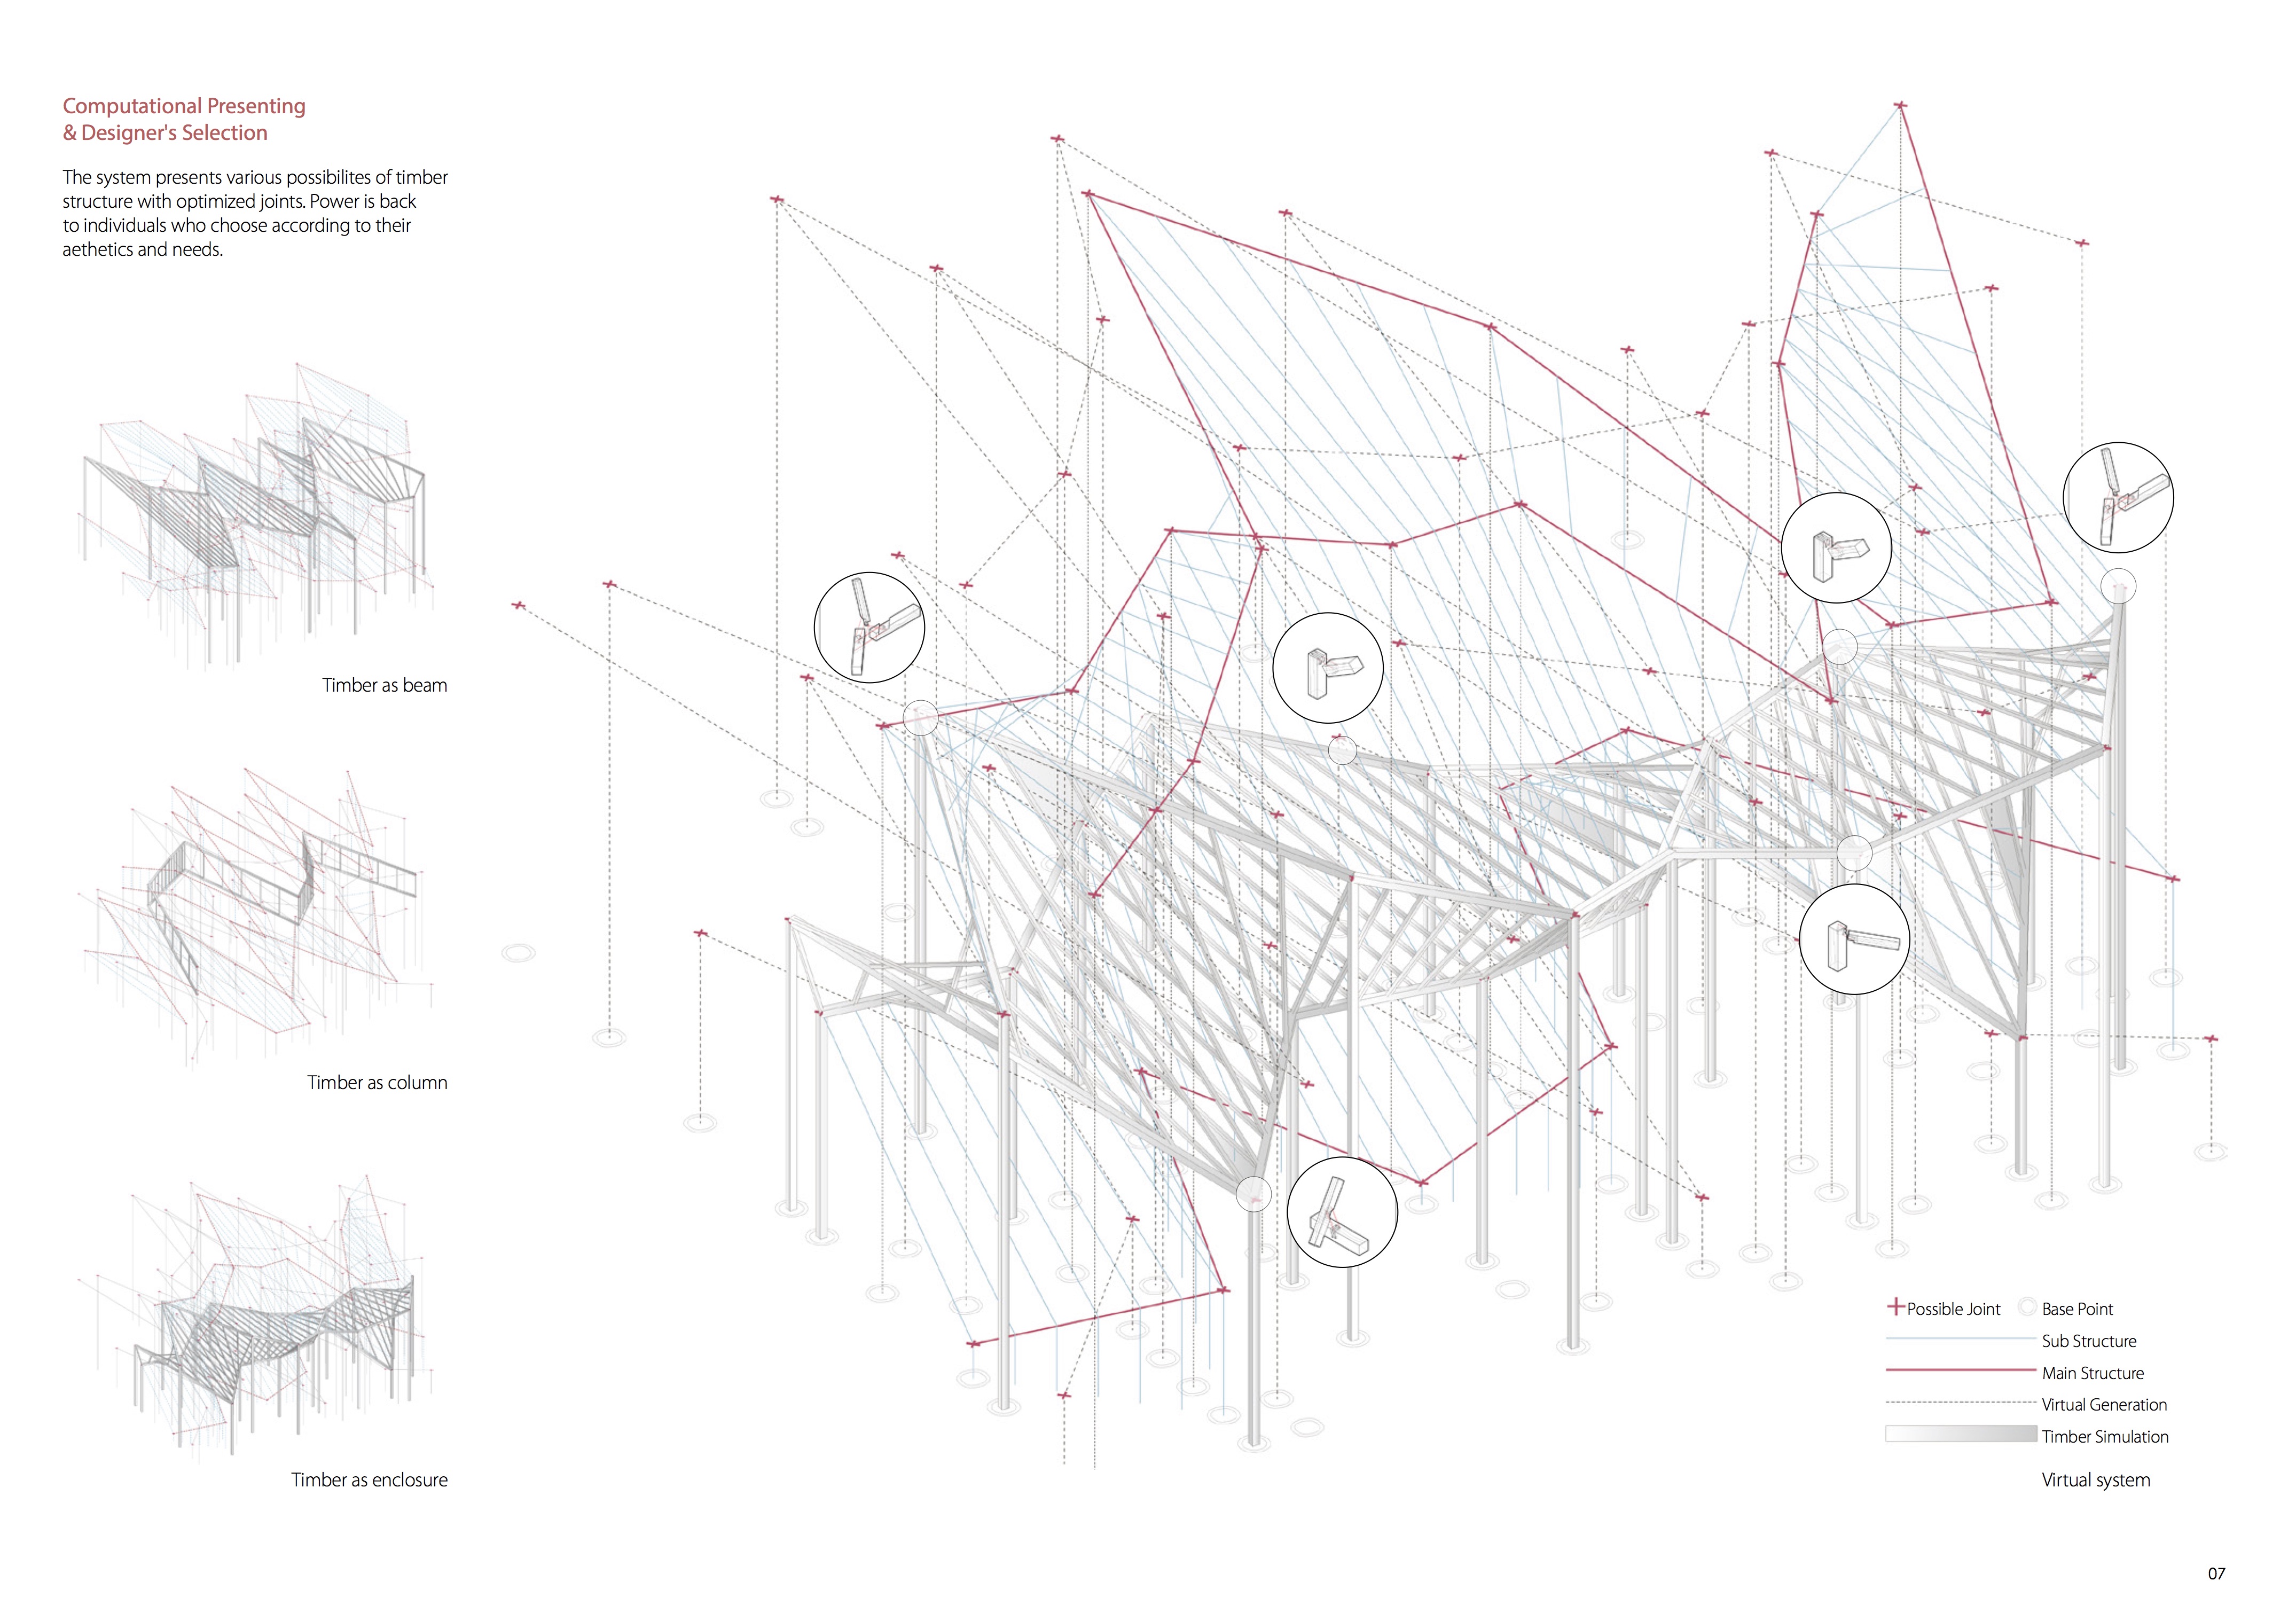 Computational Presenting
& Designer's Selection
The system presents various possibilites of timber
structure with optimized joints. Power is back
to individuals who choose according to their
aethetics and needs.
Timber as beam
Timber as column
Timber as enclosure
Possible Joint
Base Point
Sub Structure
Main Structure
Virtual Generation
Timber Simulation
Virtual system
07